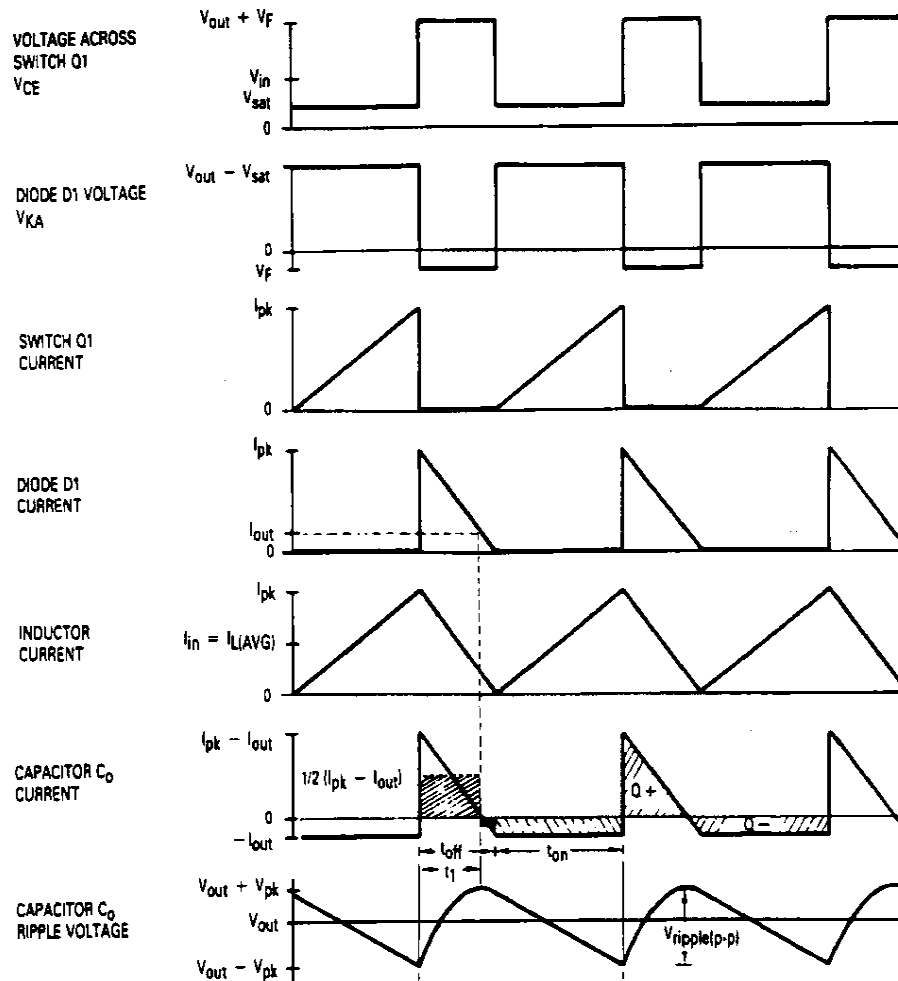 VOLTAGE ACROSS
SWITCH Q1
VCE
Vout + VF
Vin
Vsat
0
DIODE D1 VOLTAGE
VKA
Vout − Vsat
0
VF
SWITCH Q1
CURRENT
Ipk
0
DIODE D1
CURRENT
Ipk
Iout
0
INDUCTOR
CURRENT
Ipk
Iin = IL(AVG)
0
CAPACITOR CO
CURRENT
Ipk − Iout
1/2 (Ipk − Iout)
0
−Iout
Q +
Q −
toff
ton
t1
CAPACITOR CO
RIPPLE VOLTAGE
Vout + Vpk
Vout
Vout − Vpk
Vripple(p-p)